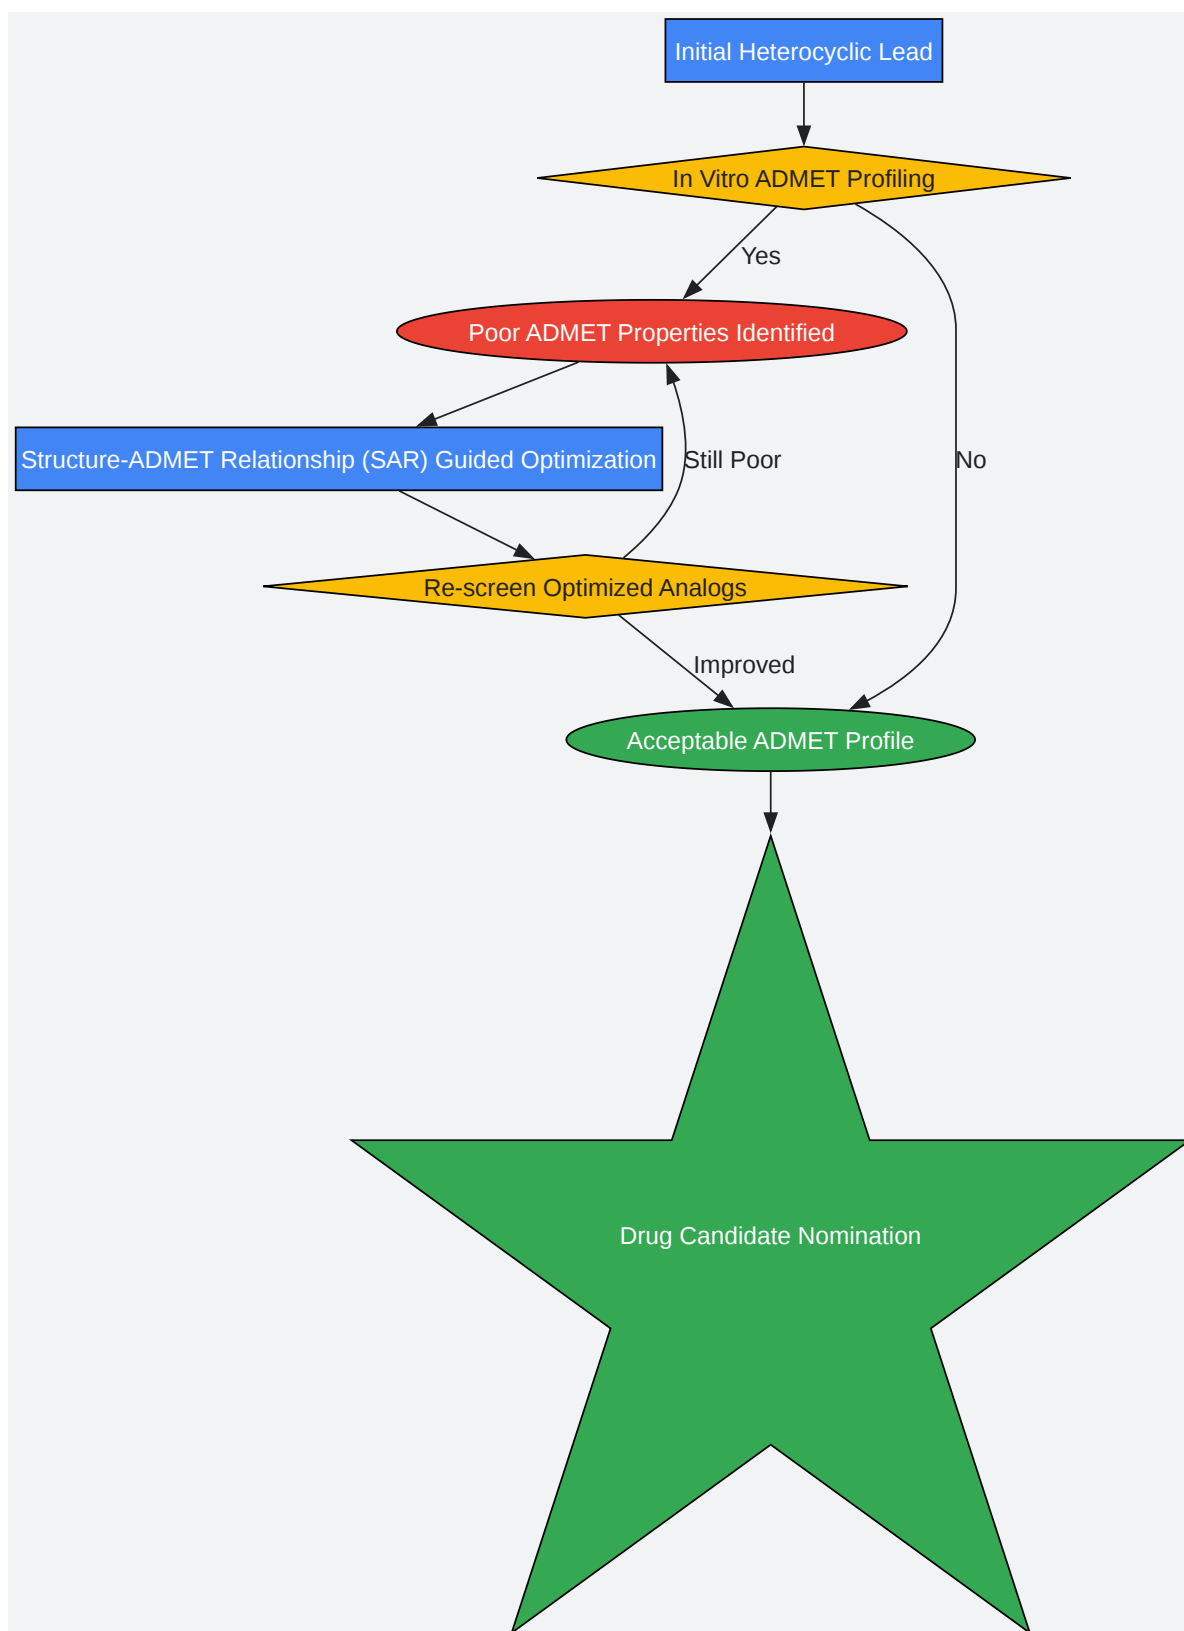 Initial Heterocyclic Lead
In Vitro ADMET Profiling
Yes
Poor ADMET Properties Identified
Structure-ADMET Relationship (SAR) Guided Optimization
Still Poor
No
Re-screen Optimized Analogs
Improved
Acceptable ADMET Profile
Drug Candidate Nomination